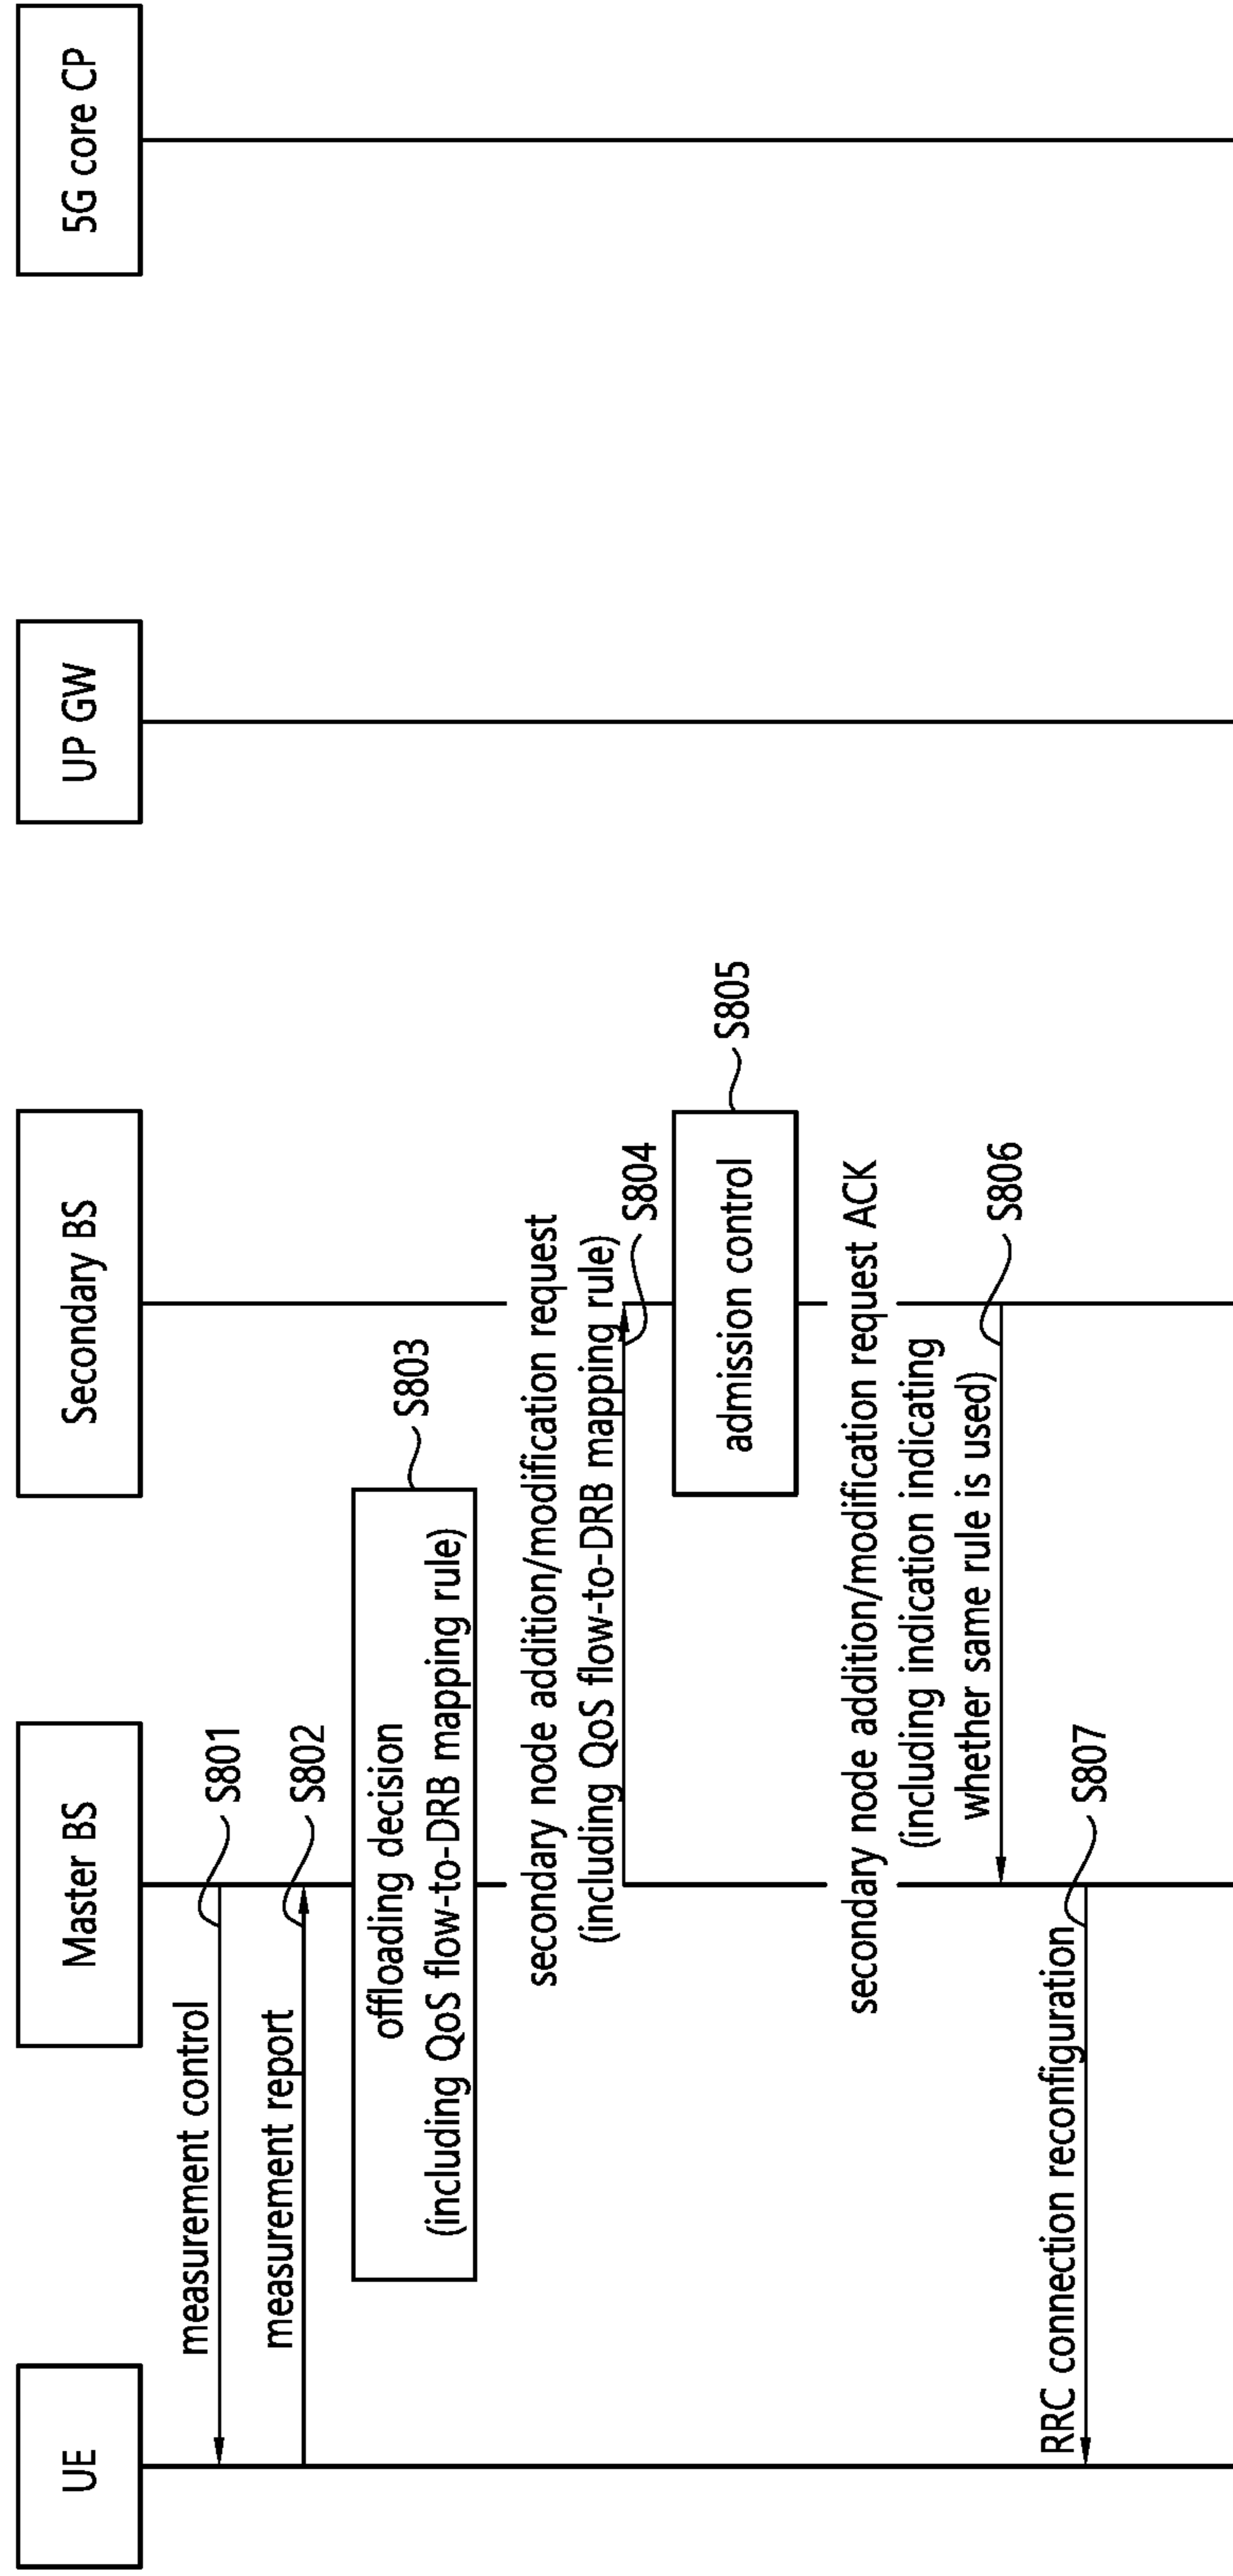 UE
Master BS
Secondary BS
UP GW
5G core CP
measurement control
S801
measurement report
S802
offloading decision
(including QoS flow-to-DRB mapping rule)
S803
secondary node addition/modification request
(including QoS flow-to-DRB mapping rule)
S804
admission control
S805
secondary node addition/modification request ACK
(including indication indicating
whether same rule is used)
S806
RRC connection reconfiguration
S807